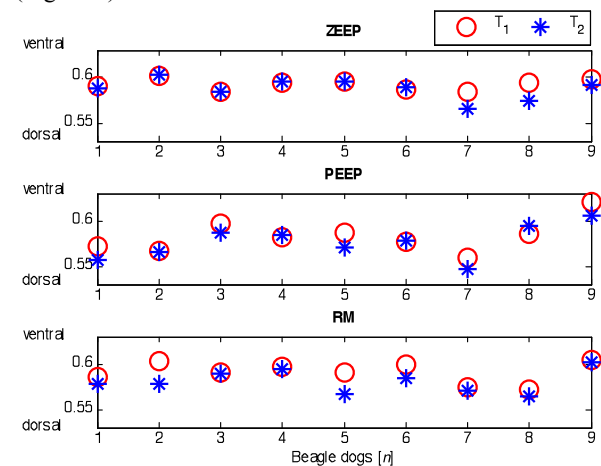 ZEEP
T1 T2
ventral
0.6
0.55
dorsal
1 2 3 4 5 6 7 8 9
PEEP
ventral
0.6
0.55
dorsal
1 2 3 4 5 6 7 8 9
RM
ventral
0.6
0.55
dorsal
1 2 3 4 5 6 7 8 9
Beagle dogs [n]